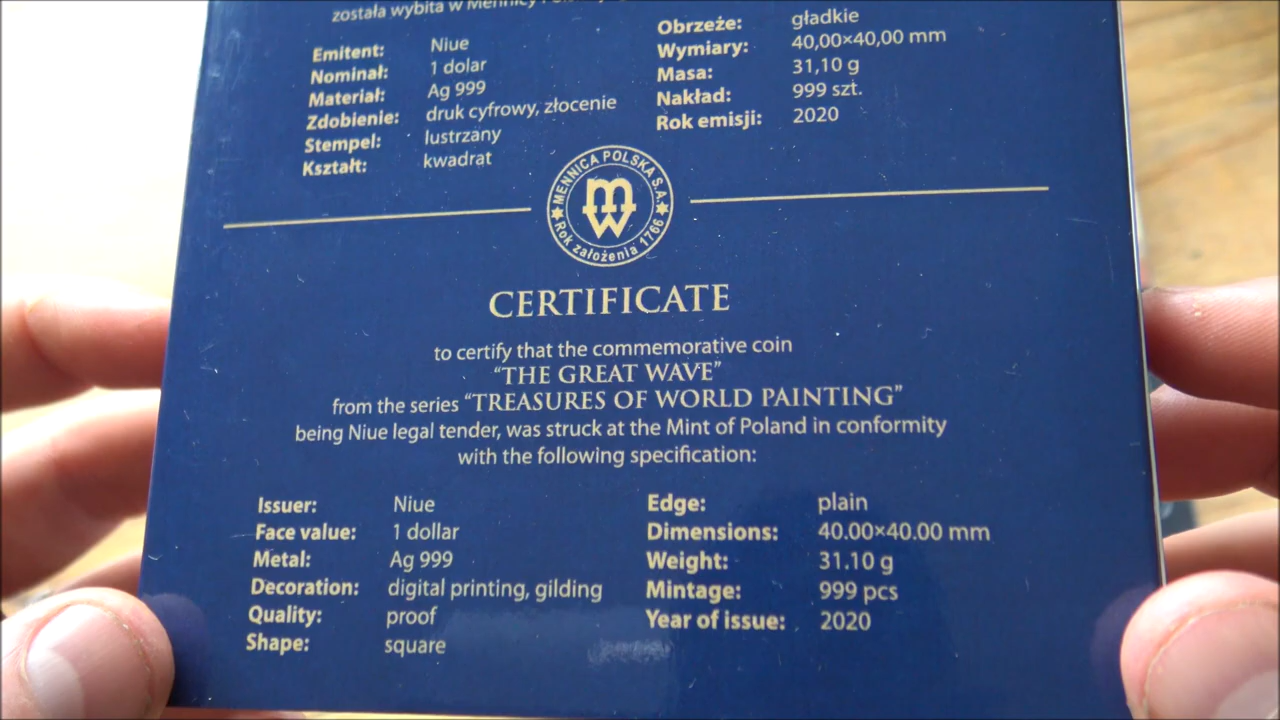 została wybita w Mennicy
Emitent: Niue
Nominał: 1 dolar
Materiał: Ag 999
Zdobienie: druk cyfrowy, złocenie
Stempel: lustrzany
Kształt: kwadrat
Obrzeże: gładkie
Wymiary: 40,00×40,00 mm
Masa: 31,10 g
Nakład: 999 szt.
Rok emisji: 2020
MENNICA POLSKA S.A.
mw
Rok założenia 1766
CERTIFICATE
to certify that the commemorative coin
“THE GREAT WAVE”
from the series “TREASURES OF WORLD PAINTING”
being Niue legal tender, was struck at the Mint of Poland in conformity
with the following specification:
Issuer: Niue
Face value: 1 dollar
Metal: Ag 999
Decoration: digital printing, gilding
Quality: proof
Shape: square
Edge: plain
Dimensions: 40.00×40.00 mm
Weight: 31.10 g
Mintage: 999 pcs
Year of issue: 2020